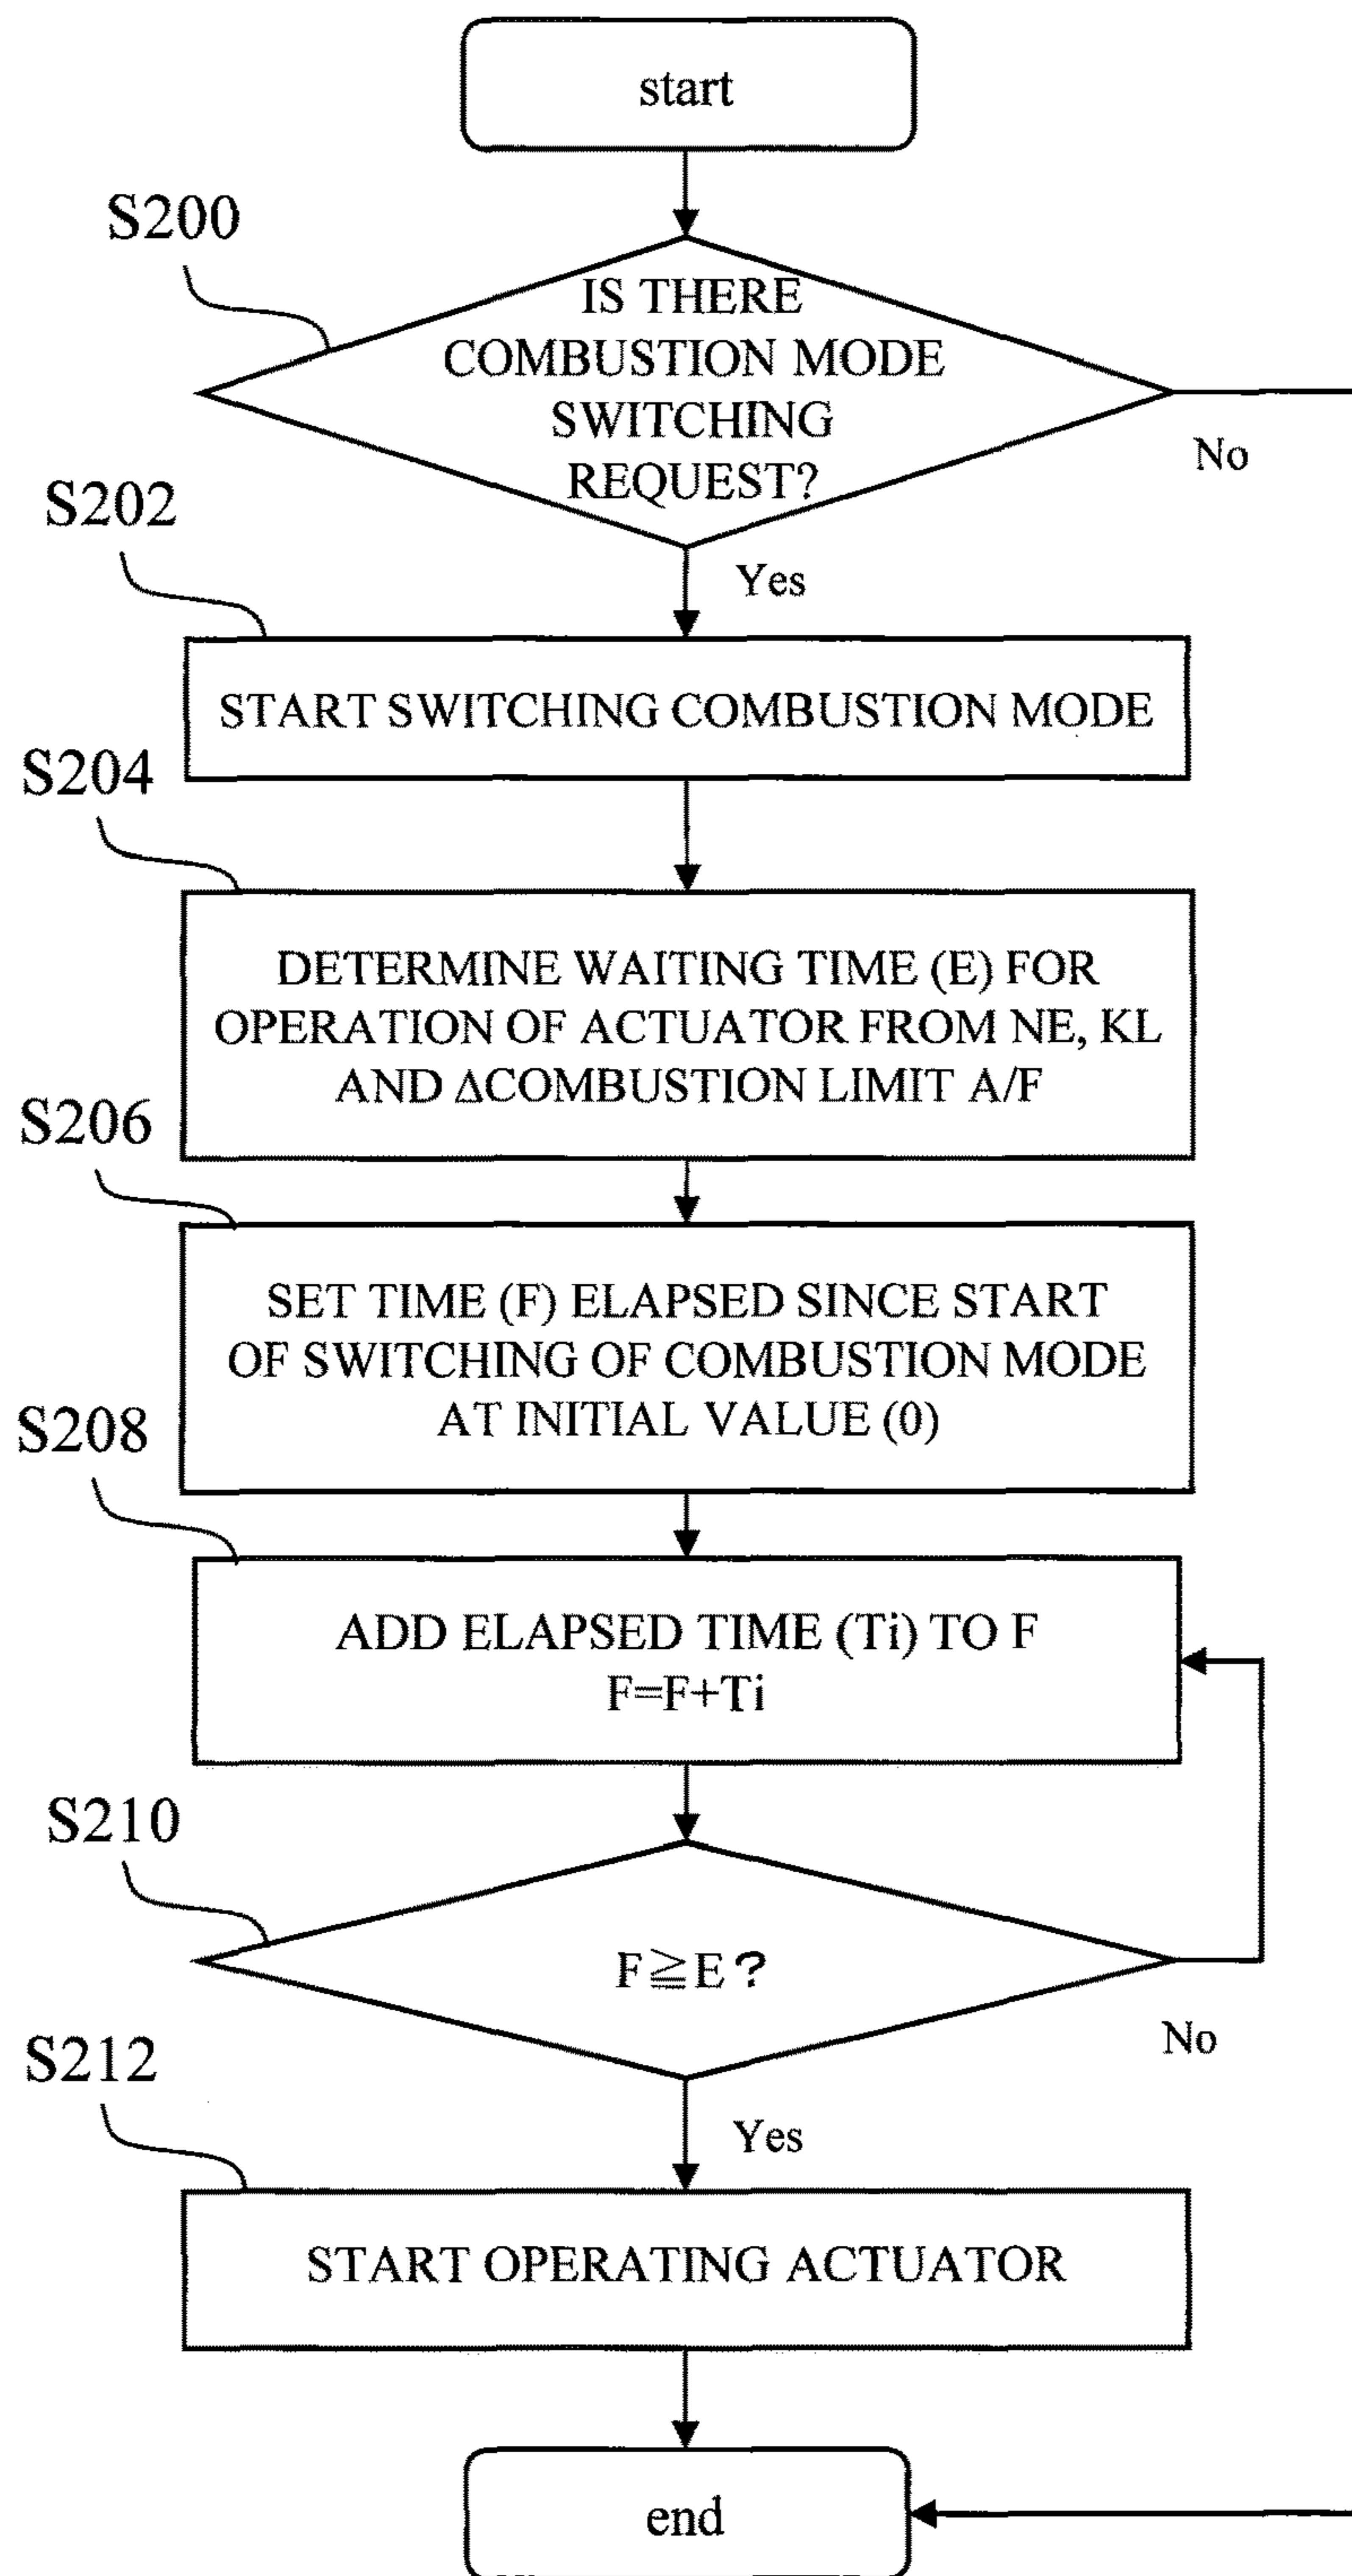 start
S200
IS THERE
COMBUSTION MODE
SWITCHING
REQUEST?
No
S202
Yes
START SWITCHING COMBUSTION MODE
S204
DETERMINE WAITING TIME (E) FOR
OPERATION OF ACTUATOR FROM NE, KL
AND ΔCOMBUSTION LIMIT A/F
S206
SET TIME (F) ELAPSED SINCE START
OF SWITCHING OF COMBUSTION MODE
AT INITIAL VALUE (0)
S208
ADD ELAPSED TIME (Ti) TO F
F=F+Ti
S210
F≧E?
No
S212
Yes
START OPERATING ACTUATOR
end